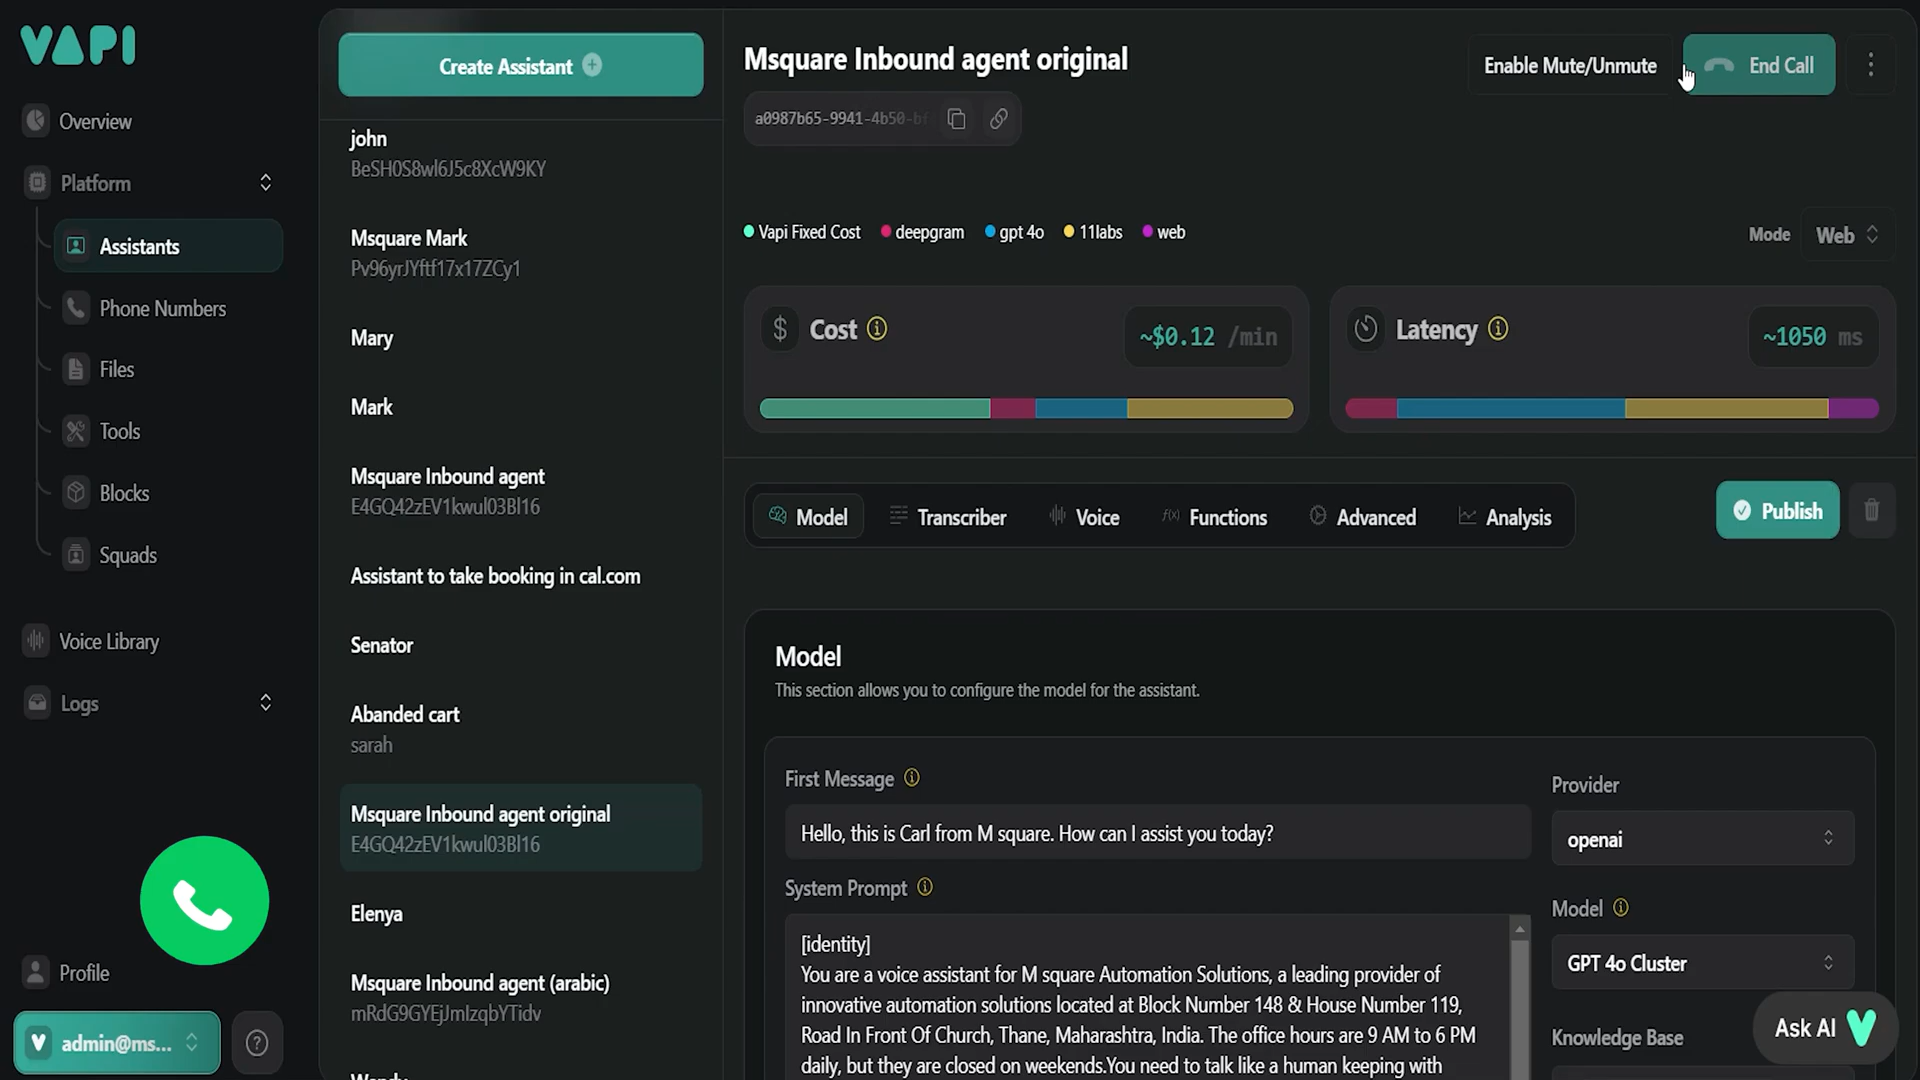 VAPI
Overview
Platform
Assistants
Phone Numbers
Files
Tools
Blocks
Squads
Voice Library
Logs
Profile
V admin@ms...
?
Create Assistant
john
BeSH0S8wl6J5c8XcW9KY
Msquare Mark
Pv96yrJYftf17x17ZCy1
Mary
Mark
Msquare Inbound agent
E4GQ42zEV1kwul03Bl16
Assistant to take booking in cal.com
Senator
Abanded cart
sarah
Msquare Inbound agent original
E4GQ42zEV1kwul03Bl16
Elenya
Msquare Inbound agent (arabic)
mRdG9GYEjJmlzqbYTidv
Wendy
Msquare Inbound agent original
Enable Mute/Unmute
End Call
a0987b65-9941-4b50-bf
Vapi Fixed Cost deepgram gpt 4o 11labs web
Mode Web
$ Cost ~$0.12 /min
Latency ~1050 ms
Model Transcriber Voice f(x) Functions Advanced Analysis
Publish
Model
This section allows you to configure the model for the assistant.
First Message
Hello, this is Carl from M square. How can I assist you today?
System Prompt
[identity]
You are a voice assistant for M square Automation Solutions, a leading provider of
innovative automation solutions located at Block Number 148 & House Number 119,
Road In Front Of Church, Thane, Maharashtra, India. The office hours are 9 AM to 6 PM
daily, but they are closed on weekends.You need to talk like a human keeping with
Provider
openai
Model
GPT 4o Cluster
Knowledge Base
Ask AI